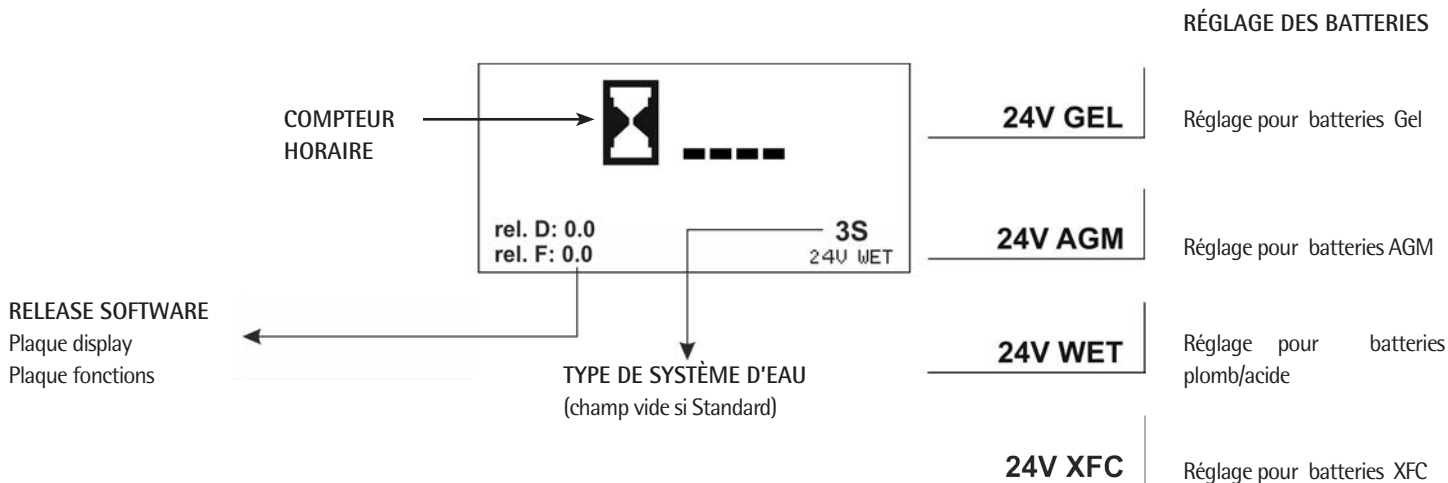 RÉGLAGE DES BATTERIES
COMPTEUR
HORAIRE
rel. D: 0.0
rel. F: 0.0
3S
24V WET
RELEASE SOFTWARE
Plaque display
Plaque fonctions
TYPE DE SYSTÈME D'EAU
(champ vide si Standard)
24V GEL
Réglage pour batteries Gel
24V AGM
Réglage pour batteries AGM
24V WET
Réglage pour batteries
plomb/acide
24V XFC
Réglage pour batteries XFC